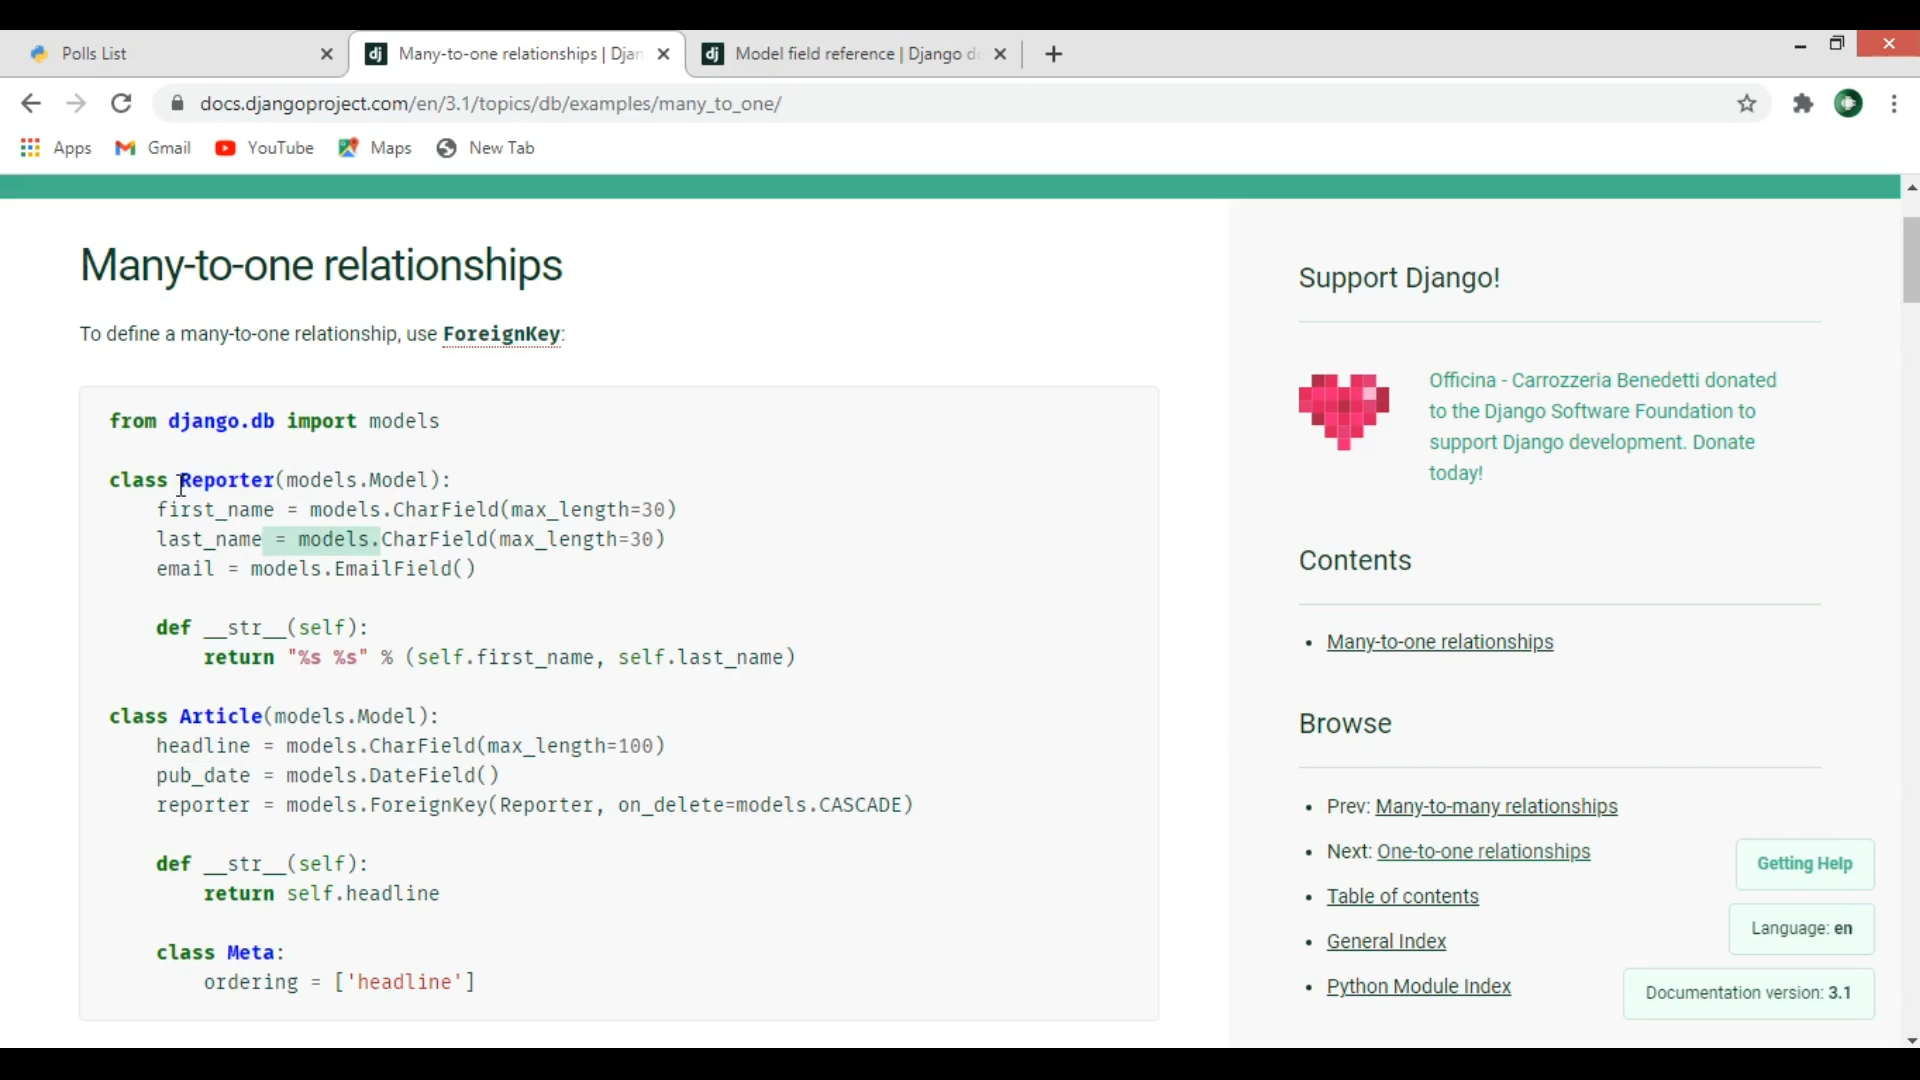 Polls List
Many-to-one relationships | Djan
Model field reference | Django d
docs.djangoproject.com/en/3.1/topics/db/examples/many_to_one/
Apps
Gmail
YouTube
Maps
New Tab
Many-to-one relationships
To define a many-to-one relationship, use ForeignKey:
from django.db import models
class Reporter(models.Model):
    first_name = models.CharField(max_length=30)
    last_name = models.CharField(max_length=30)
    email = models.EmailField()
    def __str__(self):
        return "%s %s" % (self.first_name, self.last_name)
class Article(models.Model):
    headline = models.CharField(max_length=100)
    pub_date = models.DateField()
    reporter = models.ForeignKey(Reporter, on_delete=models.CASCADE)
    def __str__(self):
        return self.headline
    class Meta:
        ordering = ['headline']
Support Django!
Officina - Carrozzeria Benedetti donated
to the Django Software Foundation to
support Django development. Donate
today!
Contents
• Many-to-one relationships
Browse
• Prev: Many-to-many relationships
• Next: One-to-one relationships
• Table of contents
• General Index
• Python Module Index
Getting Help
Language: en
Documentation version: 3.1